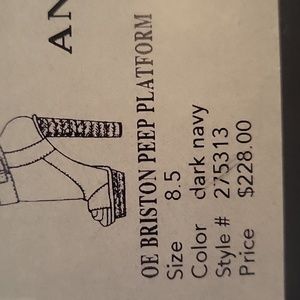 AN
OE BRISTON PEEP PLATFORM
Size 8.5
Color dark navy
Style # 275313
Price $228.00